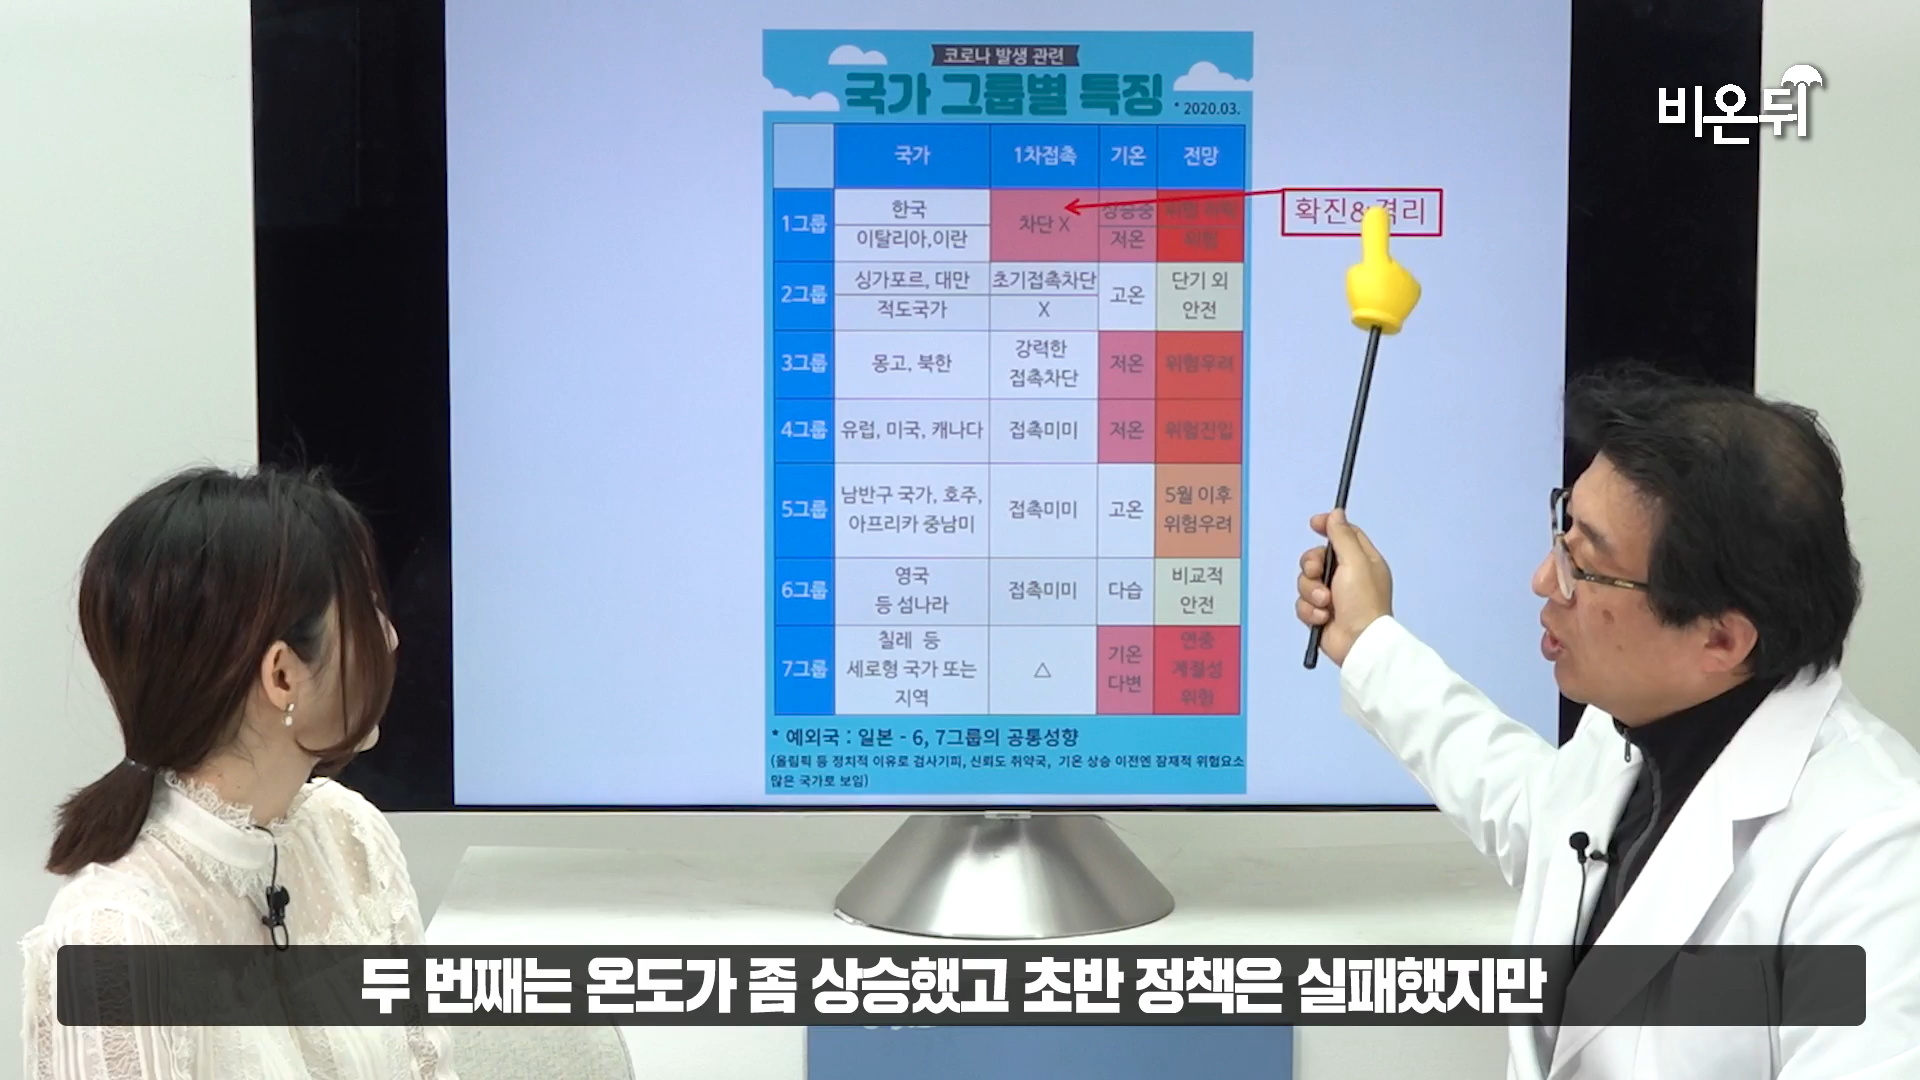 코로나 발생 관련
국가 그룹별 특징 * 2020.03.
비온뒤
국가 1차접촉 기온 전망
1그룹 한국 차단 X 상승중 위험 하락
이탈리아,이란 저온 위험
확진&격리
2그룹 싱가포르, 대만 초기접촉차단 고온 단기 외
적도국가 X 안전
3그룹 몽고, 북한 강력한 저온 위험우려
접촉차단
4그룹 유럽, 미국, 캐나다 접촉미미 저온 위험진입
5그룹 남반구 국가, 호주, 접촉미미 고온 5월 이후
아프리카 중남미 위험우려
6그룹 영국 접촉미미 다습 비교적
등 섬나라 안전
7그룹 칠레 등 △ 기온 연중
세로형 국가 또는 다변 계절성
지역 위험
* 예외국 : 일본 - 6, 7그룹의 공통성향
(올림픽 등 정치적 이유로 검사기피, 신뢰도 취약국, 기온 상승 이전엔 잠재적 위험요소
많은 국가로 보임)
두 번째는 온도가 좀 상승했고 초반 정책은 실패했지만